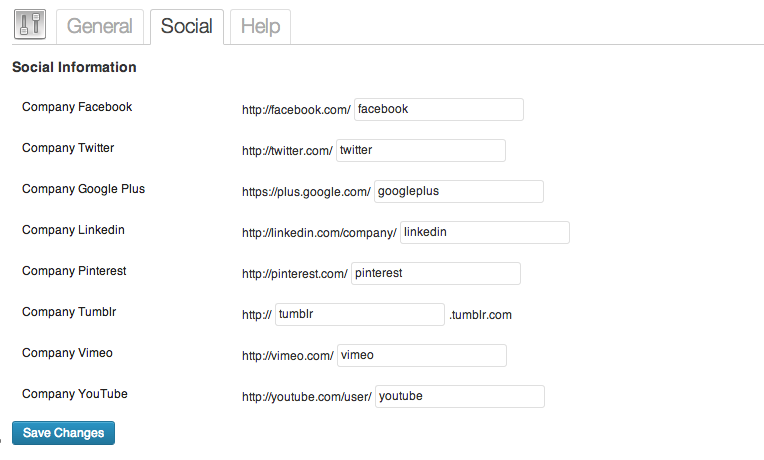 General Social Help
Social Information
Company Facebook http://facebook.com/ facebook
Company Twitter http://twitter.com/ twitter
Company Google Plus https://plus.google.com/ googleplus
Company Linkedin http://linkedin.com/company/ linkedin
Company Pinterest http://pinterest.com/ pinterest
Company Tumblr http:// tumblr .tumblr.com
Company Vimeo http://vimeo.com/ vimeo
Company YouTube http://youtube.com/user/ youtube
Save Changes